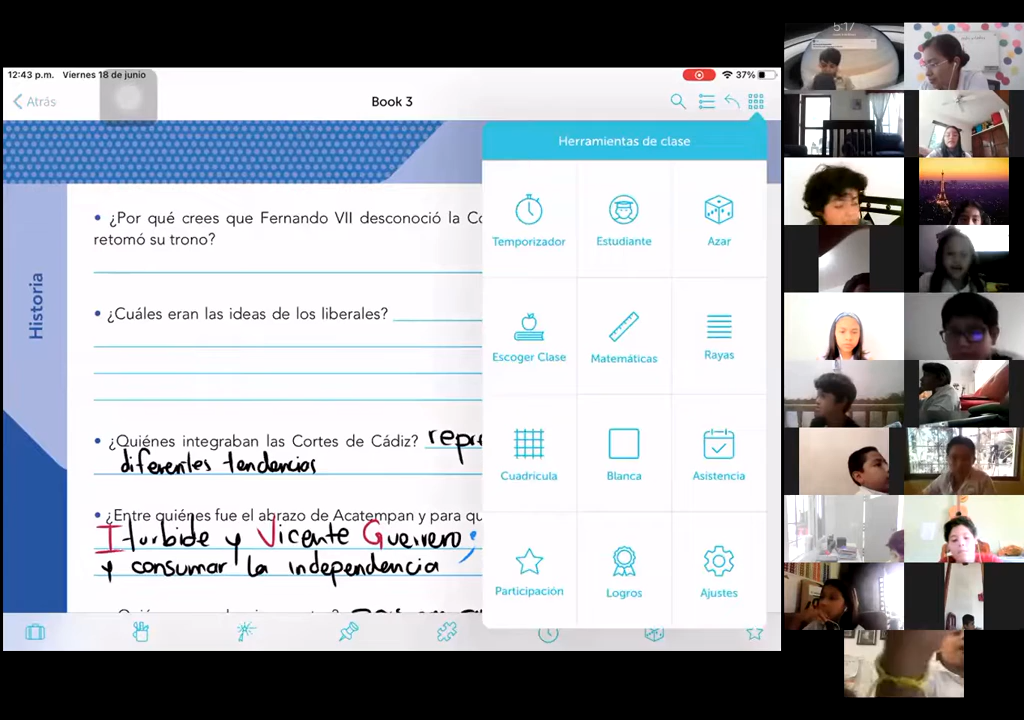 5:17
12:43 p.m. Viernes 18 de junio
37%
Atrás
Book 3
Herramientas de clase
Temporizador
Estudiante
Azar
Escoger Clase
Matemáticas
Rayas
Cuadrícula
Blanca
Asistencia
Participación
Logros
Ajustes
Historia
• ¿Por qué crees que Fernando VII desconoció la Co
retomó su trono?
• ¿Cuáles eran las ideas de los liberales?
• ¿Quiénes integraban las Cortes de Cádiz? repre
diferentes tendencias
• ¿Entre quiénes fue el abrazo de Acatempan y para qu
Iturbide y Vicente Guerrero;
y consumar la independencia